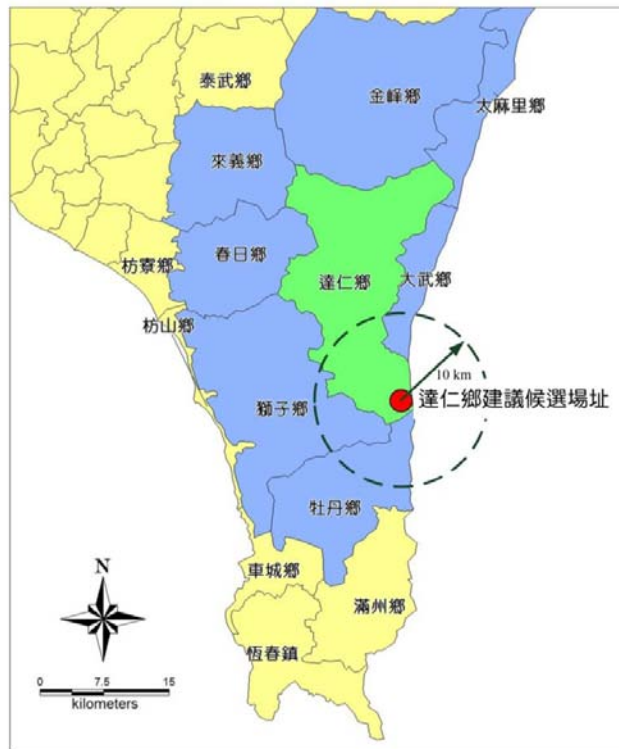 泰武鄉
金峰鄉
太麻里鄉
來義鄉
春日鄉
枋寮鄉
達仁鄉
大武鄉
枋山鄉
10 km
達仁鄉建議候選場址
獅子鄉
牡丹鄉
車城鄉
滿州鄉
恆春鎮
N
0 7.5 15
kilometers